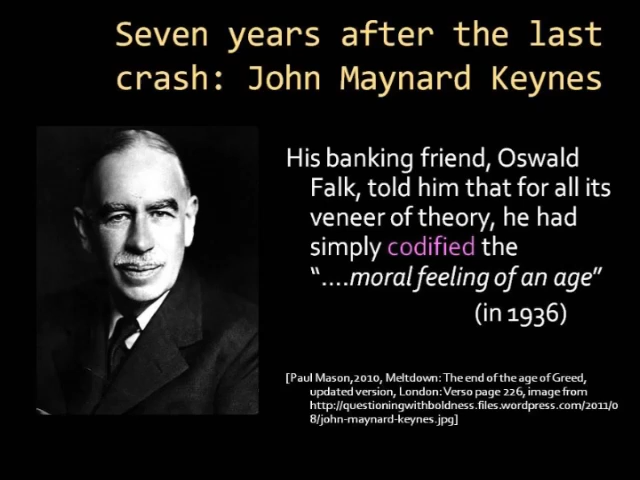 Seven years after the last
crash: John Maynard Keynes
His banking friend, Oswald
Falk, told him that for all its
veneer of theory, he had
simply codified the
“....moral feeling of an age”
(in 1936)
[Paul Mason,2010, Meltdown: The end of the age of Greed,
updated version, London: Verso page 226, image from
http://questioningwithboldness.files.wordpress.com/2011/0
8/john-maynard-keynes.jpg]